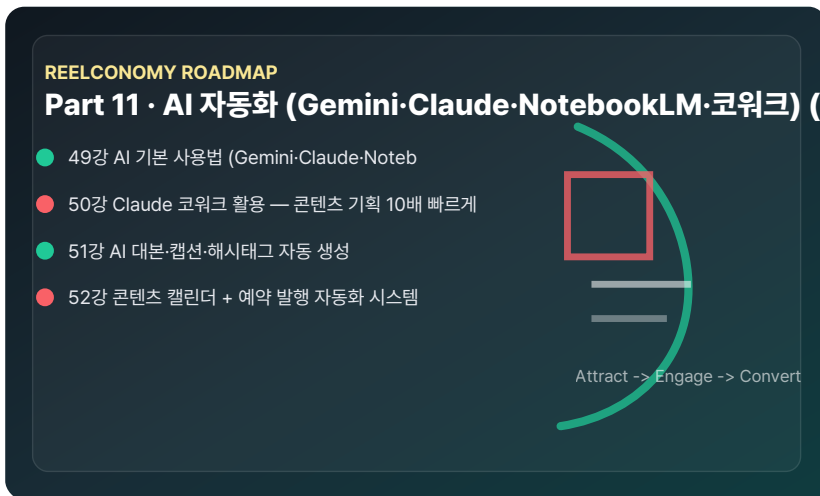 REELCONOMY ROADMAP
Part 11 · AI 자동화 (Gemini·Claude·NotebookLM·코워크) (
49강 AI 기본 사용법 (Gemini·Claude·Noteb
50강 Claude 코워크 활용 — 콘텐츠 기획 10배 빠르게
51강 AI 대본·캡션·해시태그 자동 생성
52강 콘텐츠 캘린더 + 예약 발행 자동화 시스템
Attract -> Engage -> Convert